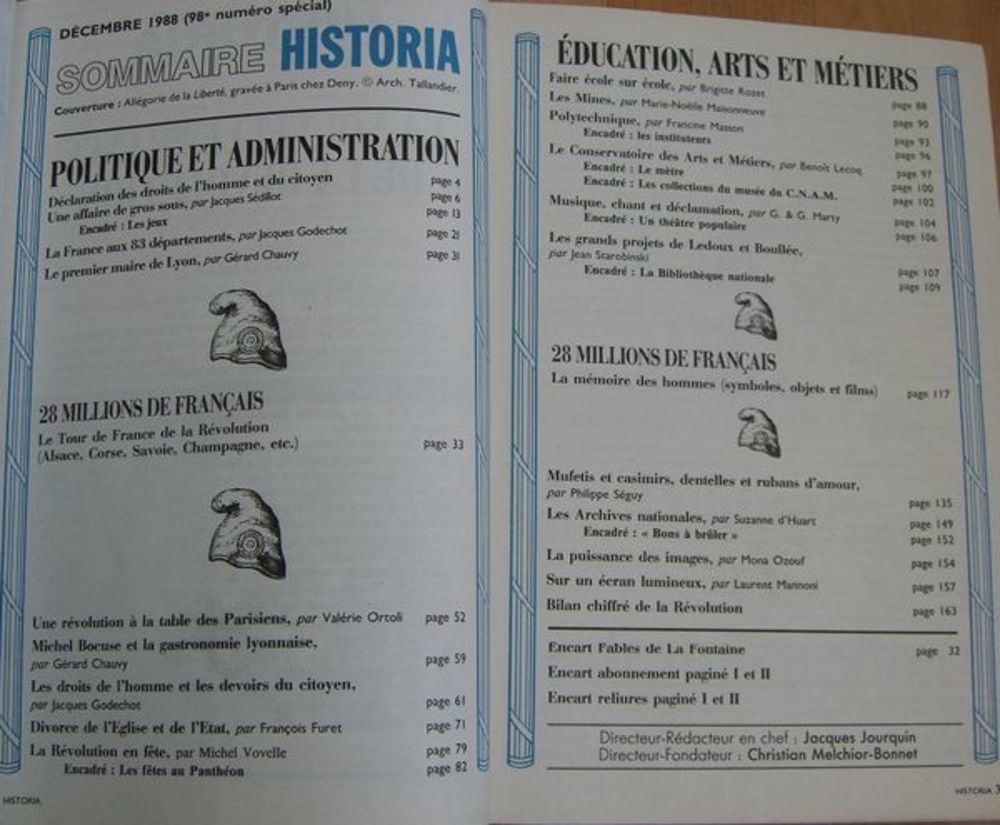 DÉCEMBRE 1988 (98e numéro spécial)
SOMMAIRE HISTORIA
Couverture : Allégorie de la Liberté, gravée à Paris chez Deny. © Arch. Tallandier.
POLITIQUE ET ADMINISTRATION
Déclaration des droits de l'homme et du citoyen page 4
Une affaire de gros sous, par Jacques Sédillot page 6
Encadré : Les jeux page 13
La France aux 83 départements, par Jacques Godechot page 21
Le premier maire de Lyon, par Gérard Chauvy page 31
28 MILLIONS DE FRANÇAIS
Le Tour de France de la Révolution
(Alsace, Corse, Savoie, Champagne, etc.) page 33
Une révolution à la table des Parisiens, par Valérie Ortoli page 52
Michel Bocuse et la gastronomie lyonnaise,
par Gérard Chauvy page 59
Les droits de l'homme et les devoirs du citoyen,
par Jacques Godechot page 61
Divorce de l'Eglise et de l'Etat, par François Furet page 71
La Révolution en fête, par Michel Vovelle page 79
Encadré : Les fêtes au Panthéon page 82
HISTORIA
ÉDUCATION, ARTS ET MÉTIERS
Faire école sur école, par Brigitte Rozet page 88
Les Mines, par Marie-Noëlle Maisonneuve page 90
Polytechnique, par Francine Masson page 93
Encadré : les instituteurs page 96
Le Conservatoire des Arts et Métiers, par Benoît Lecoq page 97
Encadré : Le mètre page 100
Encadré : Les collections du musée du C.N.A.M. page 102
Musique, chant et déclamation, par G. & G. Marty page 104
Encadré : Un théâtre populaire page 106
Les grands projets de Ledoux et Boullée,
par Jean Starobinski page 107
Encadré : La Bibliothèque nationale page 109
28 MILLIONS DE FRANÇAIS
La mémoire des hommes (symboles, objets et films) page 117
Mufetis et casimirs, dentelles et rubans d'amour,
par Philippe Séguy page 135
Les Archives nationales, par Suzanne d'Huart page 149
Encadré : « Bons à brûler » page 152
La puissance des images, par Mona Ozouf page 154
Sur un écran lumineux, par Laurent Mannoni page 157
Bilan chiffré de la Révolution page 163
Encart Fables de La Fontaine page 32
Encart abonnement paginé I et II
Encart reliures paginé I et II
Directeur-Rédacteur en chef : Jacques Jourquin
Directeur-Fondateur : Christian Melchior-Bonnet
HISTORIA 3